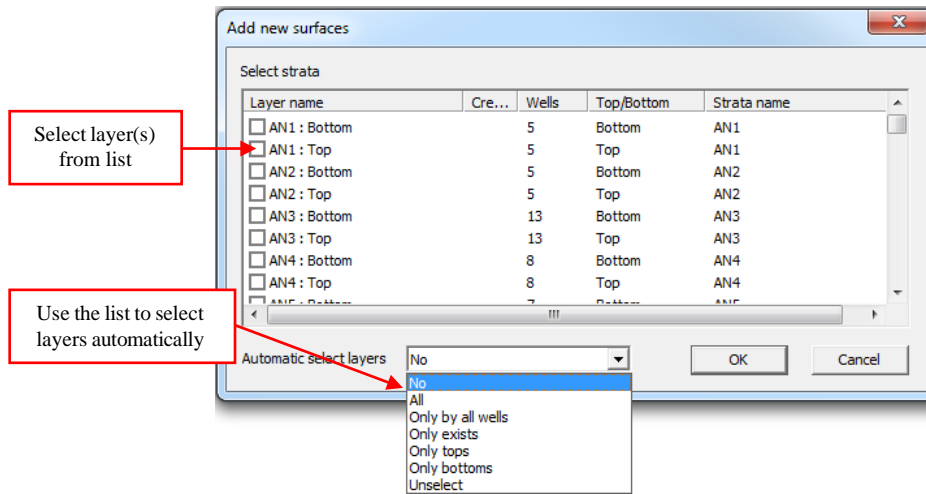 Add new surfaces
Select strata
Layer name Cre... Wells Top/Bottom Strata name
AN1 : Bottom 5 Bottom AN1
Select layer(s)
from list
AN1 : Top 5 Top AN1
AN2 : Bottom 5 Bottom AN2
AN2 : Top 5 Top AN2
AN3 : Bottom 13 Bottom AN3
AN3 : Top 13 Top AN3
AN4 : Bottom 8 Bottom AN4
AN4 : Top 8 Top AN4
Use the list to select
layers automatically
Automatic select layers No OK Cancel
No
All
Only by all wells
Only exists
Only tops
Only bottoms
Unselect